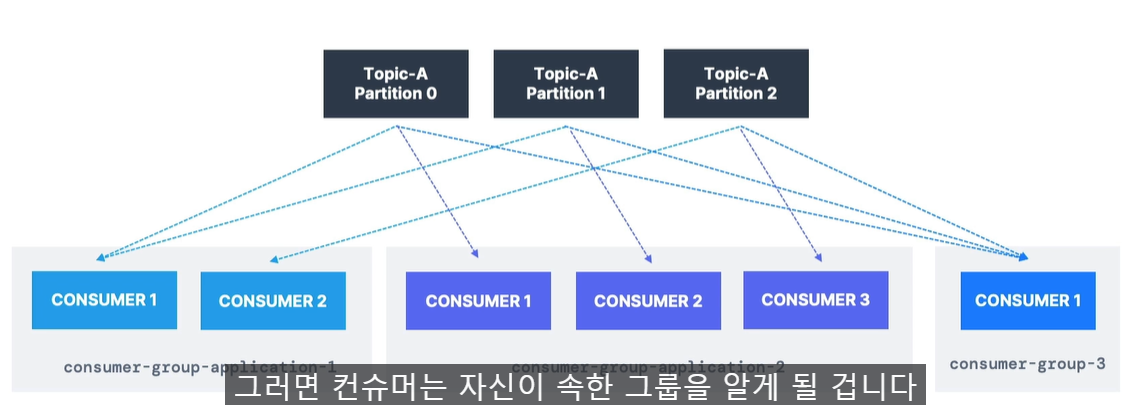 Topic-A
Partition 0
Topic-A
Partition 1
Topic-A
Partition 2
CONSUMER 1
CONSUMER 2
CONSUMER 1
CONSUMER 2
CONSUMER 3
CONSUMER 1
consumer-group-application-1
consumer-group-application-2
consumer-group-3
그러면 컨슈머는 자신이 속한 그룹을 알게 될 겁니다